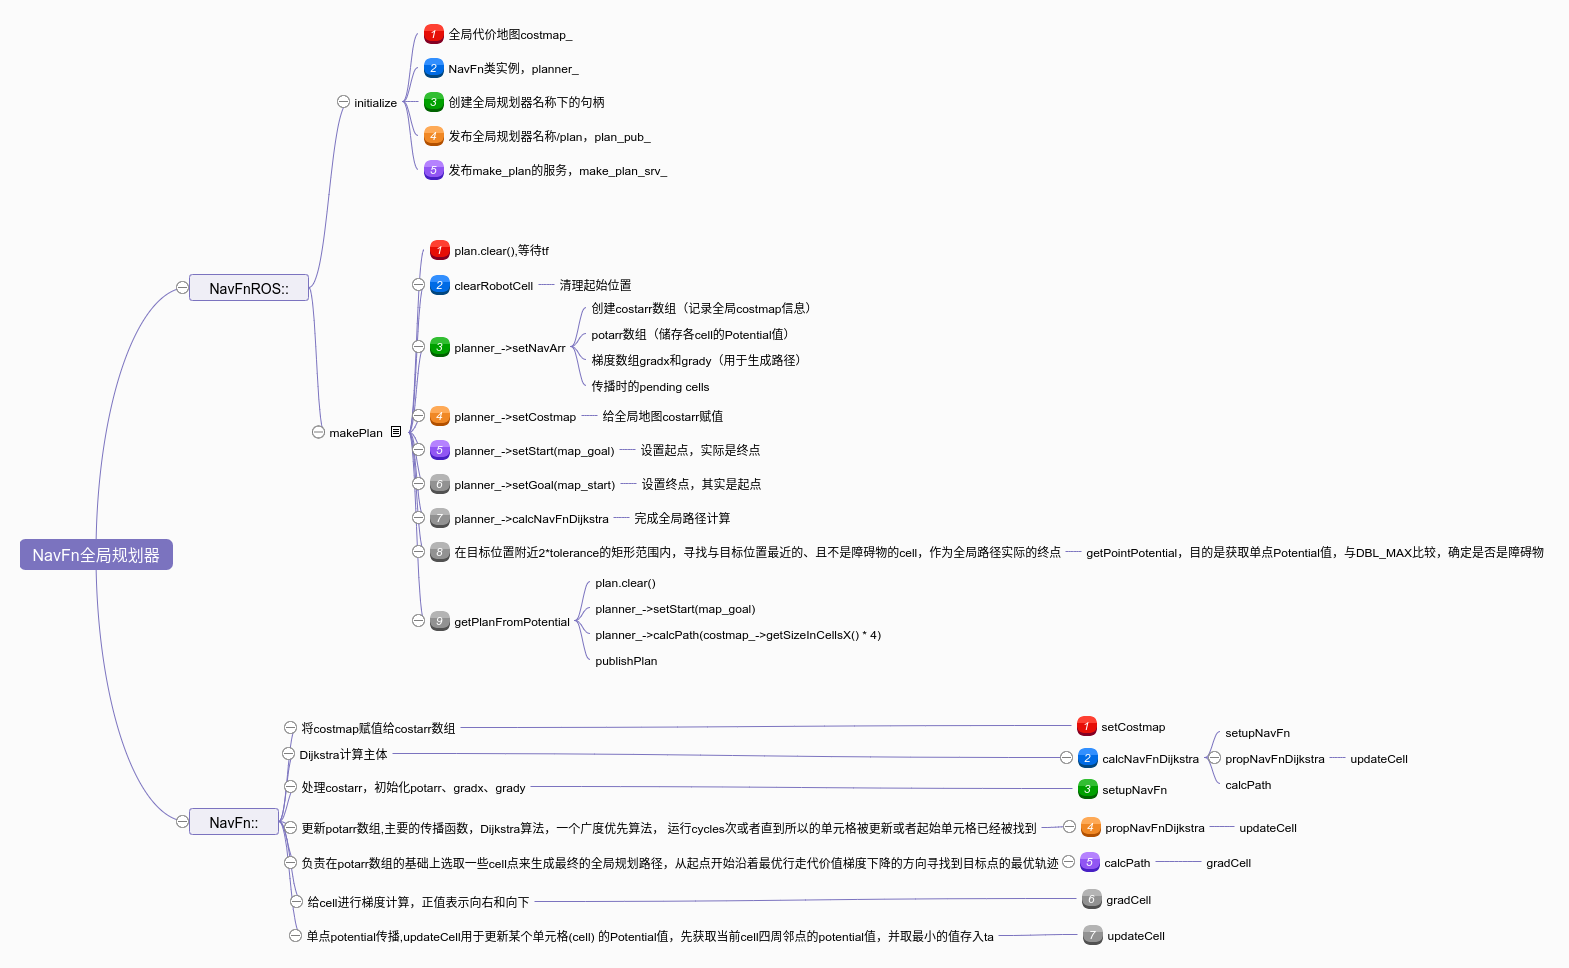 NavFn全局规划器
NavFnROS::
initialize
1 全局代价地图costmap_
2 NavFn类实例，planner_
3 创建全局规划器名称下的句柄
4 发布全局规划器名称/plan，plan_pub_
5 发布make_plan的服务，make_plan_srv_
makePlan
1 plan.clear(),等待tf
2 clearRobotCell
清理起始位置
3 planner_->setNavArr
创建costarr数组（记录全局costmap信息）
potarr数组（储存各cell的Potential值）
梯度数组gradx和grady（用于生成路径）
传播时的pending cells
4 planner_->setCostmap
给全局地图costarr赋值
5 planner_->setStart(map_goal)
设置起点，实际是终点
6 planner_->setGoal(map_start)
设置终点，其实是起点
7 planner_->calcNavFnDijkstra
完成全局路径计算
8 在目标位置附近2*tolerance的矩形范围内，寻找与目标位置最近的、且不是障碍物的cell，作为全局路径实际的终点
getPointPotential，目的是获取单点Potential值，与DBL_MAX比较，确定是否是障碍物
9 getPlanFromPotential
plan.clear()
planner_->setStart(map_goal)
planner_->calcPath(costmap_->getSizeInCellsX() * 4)
publishPlan
NavFn::
将costmap赋值给costarr数组
1 setCostmap
Dijkstra计算主体
2 calcNavFnDijkstra
setupNavFn
propNavFnDijkstra
updateCell
calcPath
处理costarr，初始化potarr、gradx、grady
3 setupNavFn
更新potarr数组,主要的传播函数，Dijkstra算法，一个广度优先算法， 运行cycles次或者直到所以的单元格被更新或者起始单元格已经被找到
4 propNavFnDijkstra
updateCell
负责在potarr数组的基础上选取一些cell点来生成最终的全局规划路径，从起点开始沿着最优行走代价值梯度下降的方向寻找到目标点的最优轨迹
5 calcPath
gradCell
给cell进行梯度计算，正值表示向右和向下
6 gradCell
单点potential传播,updateCell用于更新某个单元格(cell) 的Potential值，先获取当前cell四周邻点的potential值，并取最小的值存入ta
7 updateCell